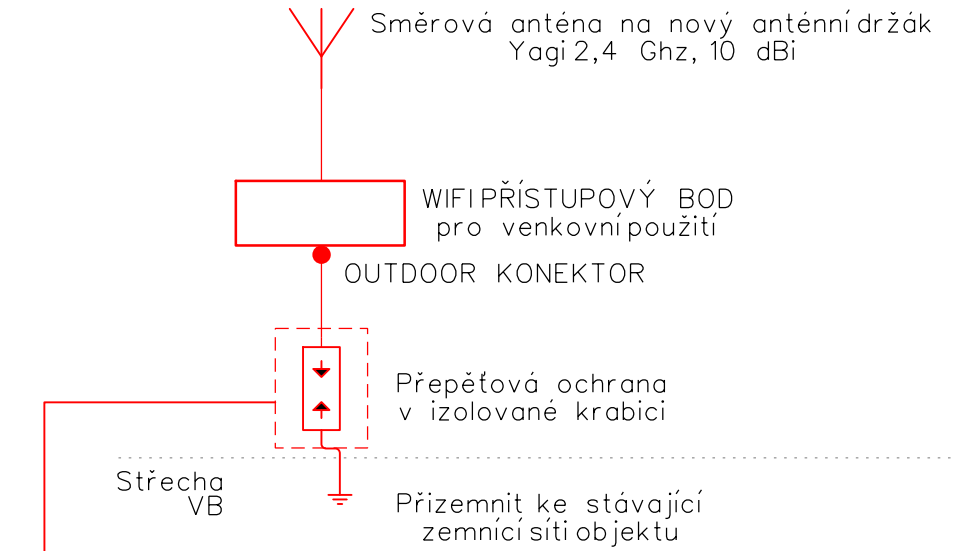 Směrová anténa na nový anténní držák
Yagi 2,4 Ghz, 10 dBi
WIFI PŘÍSTUPOVÝ BOD
pro venkovní použití
OUTDOOR KONEKTOR
Přepěťová ochrana
v izolované krabici
Střecha
VB
Přizemnit ke stávající
zemnící síti objektu